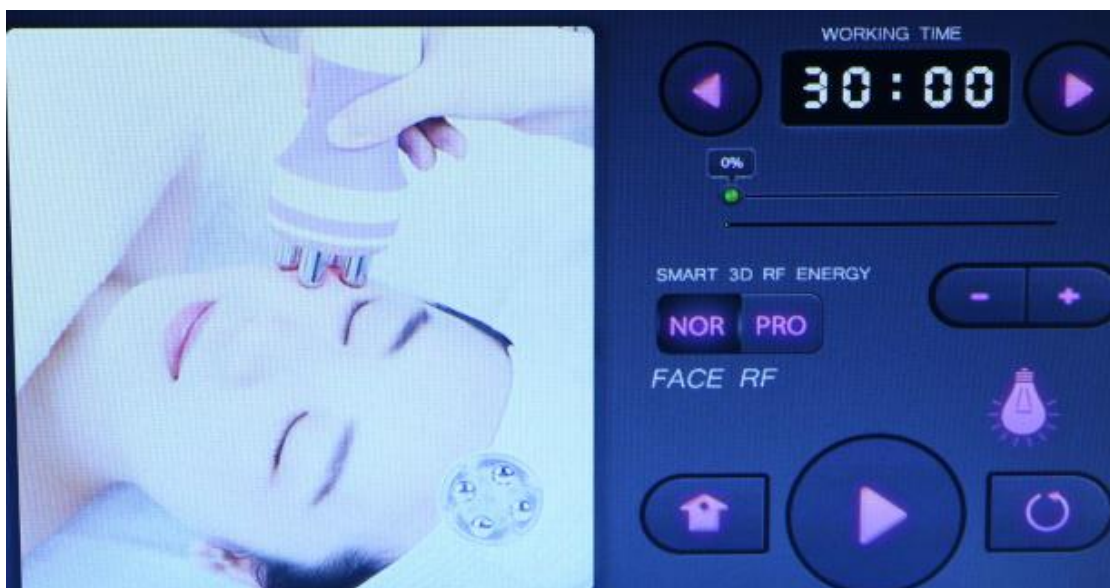 WORKING TIME
30:00
0%
SMART 3D RF ENERGY
NOR PRO
- +
FACE RF